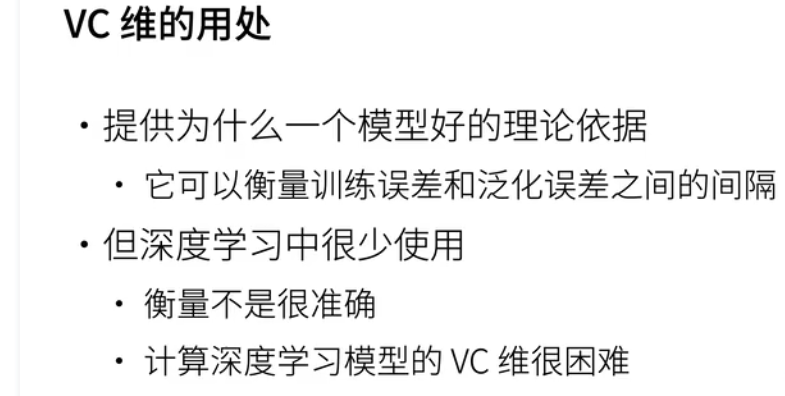 VC 维的用处
• 提供为什么一个模型好的理论依据
• 它可以衡量训练误差和泛化误差之间的间隔
• 但深度学习中很少使用
• 衡量不是很准确
• 计算深度学习模型的 VC 维很困难